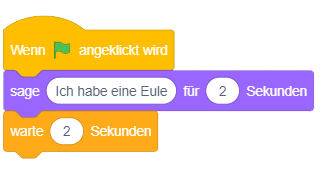 Wenn angeklickt wird
sage Ich habe eine Eule für 2 Sekunden
warte 2 Sekunden